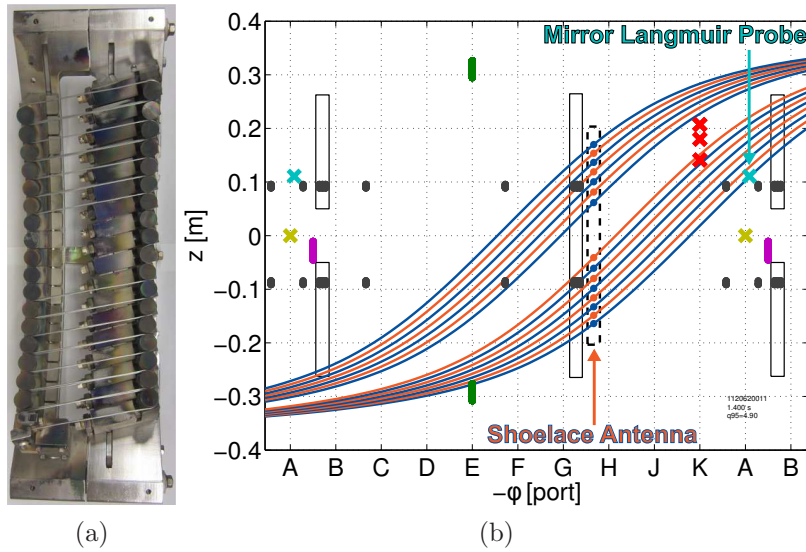 0.4
0.3
0.2
0.1
0
−0.1
−0.2
−0.3
−0.4
z [m]
Mirror Langmuir Probe
Shoelace Antenna
1120620011
1.400 s
q95=4.90
A B C D E F G H J K A B
-φ [port]
(a) (b)